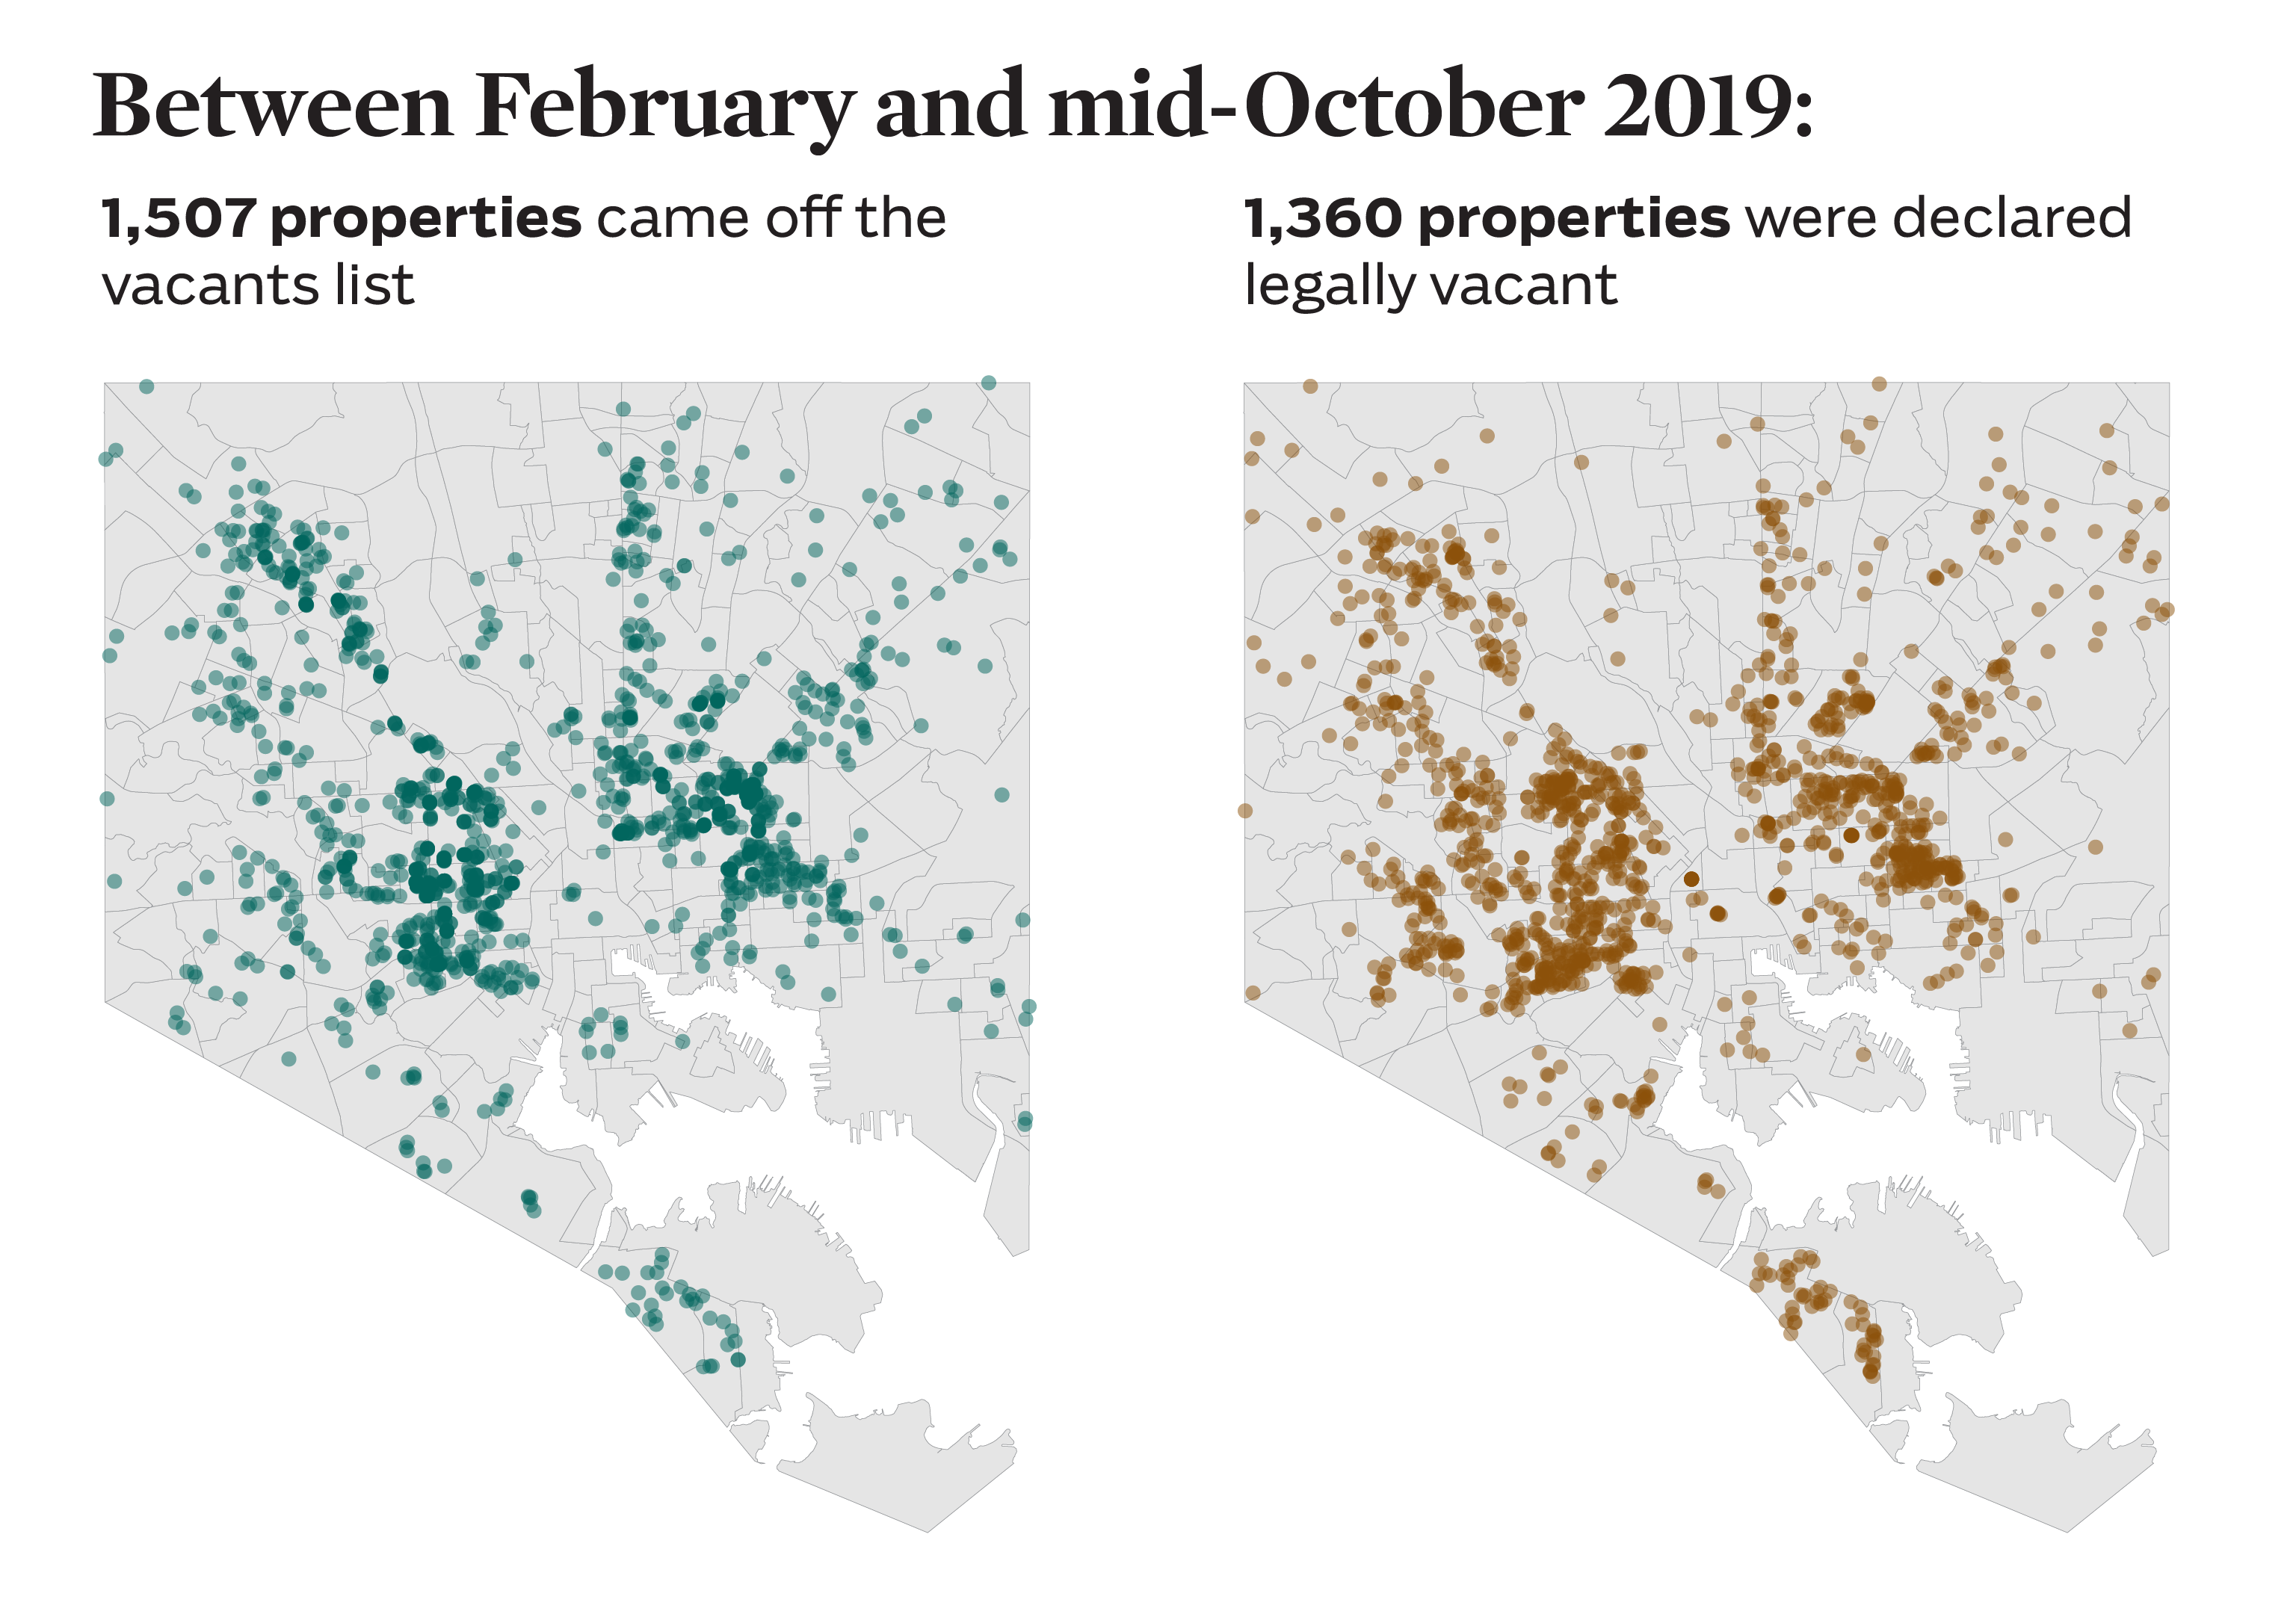 Between February and mid-October 2019:
1,507 properties came off the
vacants list
1,360 properties were declared
legally vacant